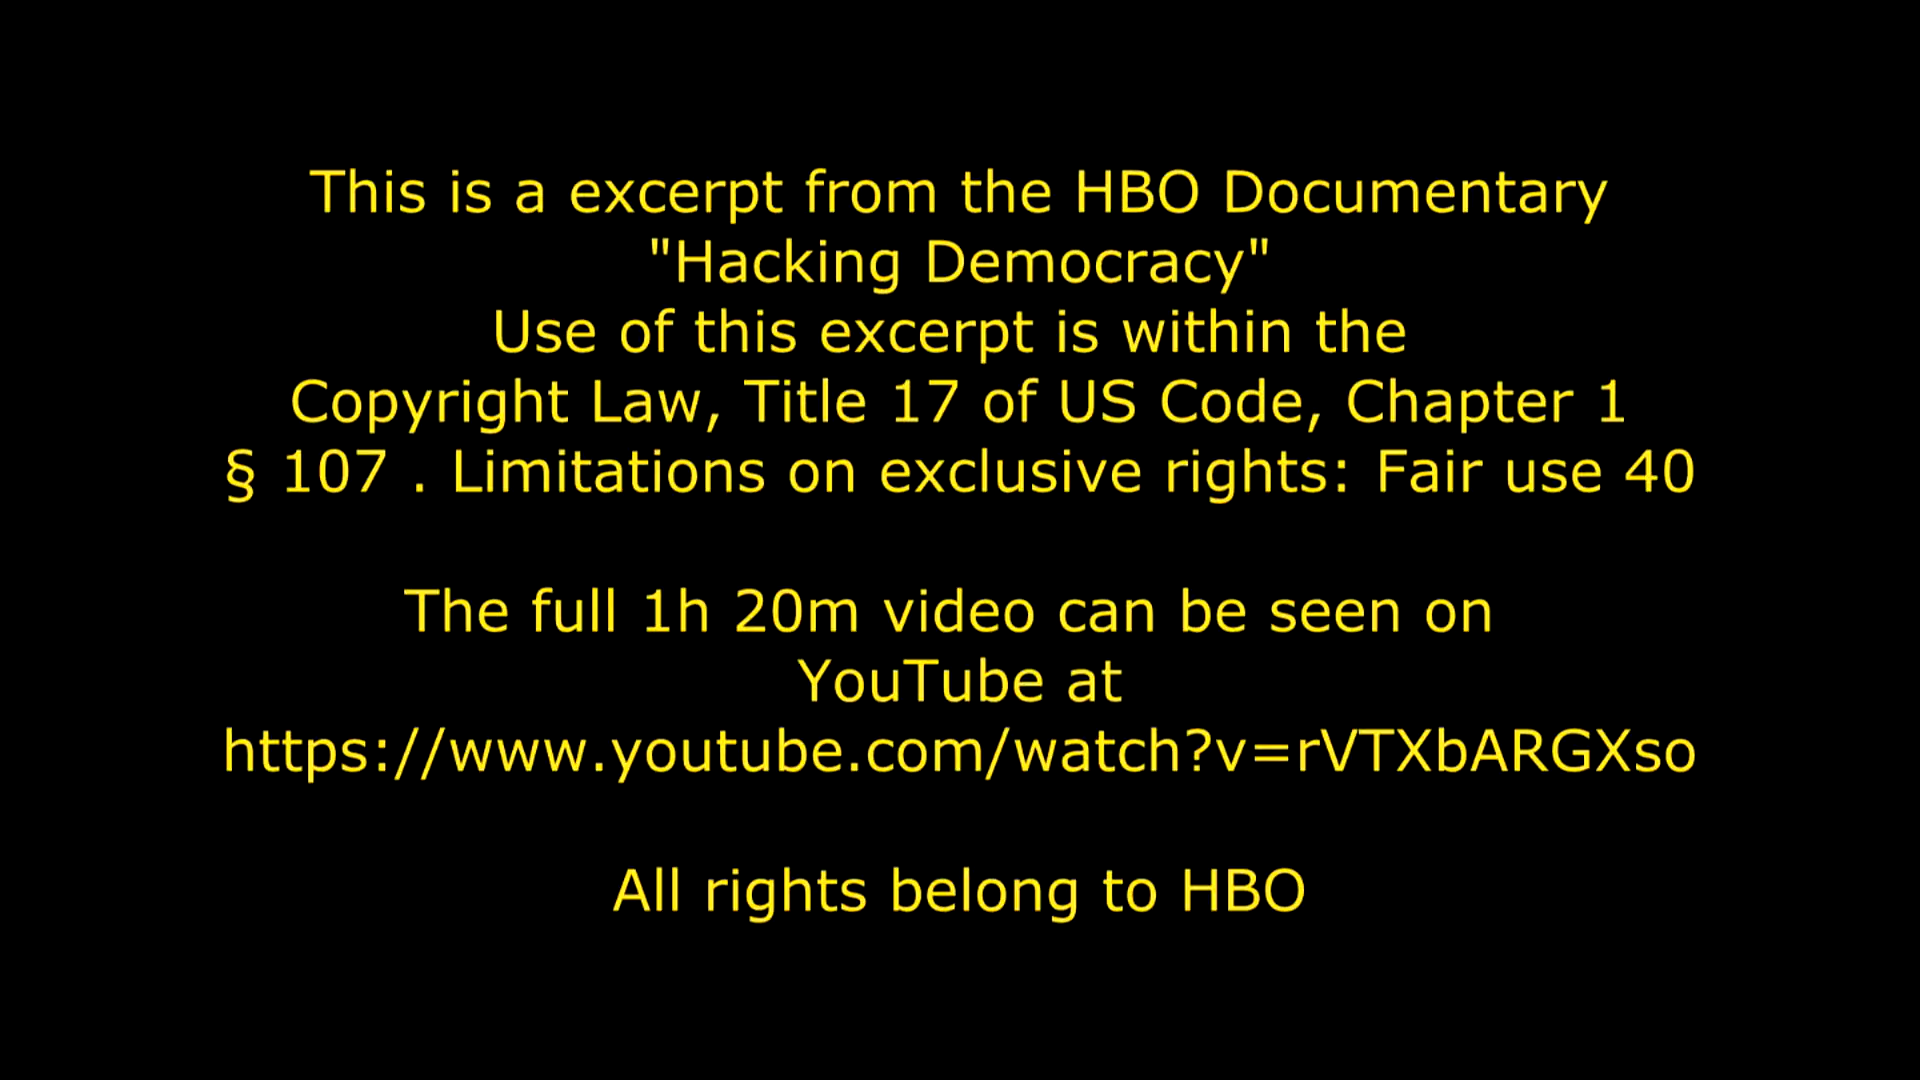 This is a excerpt from the HBO Documentary
"Hacking Democracy"
Use of this excerpt is within the
Copyright Law, Title 17 of US Code, Chapter 1
§ 107 . Limitations on exclusive rights: Fair use 40
The full 1h 20m video can be seen on
YouTube at
https://www.youtube.com/watch?v=rVTXbARGXso
All rights belong to HBO